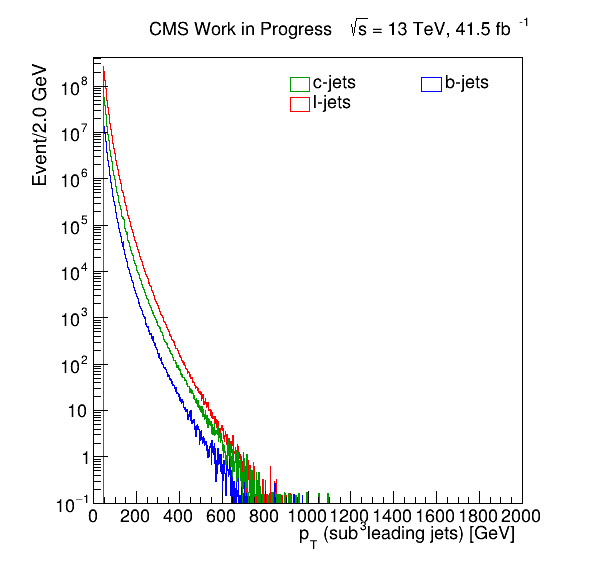 CMS Work in Progress √s = 13 TeV, 41.5 fb⁻¹
Event/2.0 GeV
c-jets b-jets
l-jets
10⁸
10⁷
10⁶
10⁵
10⁴
10³
10²
10
1
10⁻¹
0 200 400 600 800 1000 1200 1400 1600 1800 2000
p_T (sub³leading jets) [GeV]